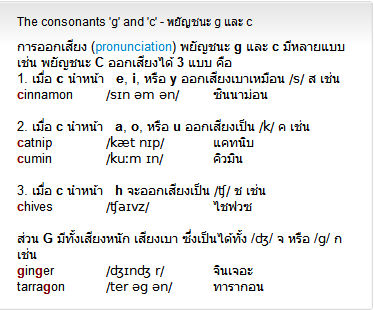 The consonants 'g' and 'c' - พยัญชนะ g และ c
การออกเสียง (pronunciation) พยัญชนะ g และ c มีหลายแบบ
เช่น พยัญชนะ C ออกเสียงได้ 3 แบบ คือ
1. เมื่อ c นำหน้า e, i, หรือ y ออกเสียงเบาเหมือน /s/ ส เช่น
cinnamon /sɪn əm ən/ ซินนาม่อน
2. เมื่อ c นำหน้า a, o, หรือ u ออกเสียงเป็น /k/ ค เช่น
catnip /kæt nɪp/ แคทนิบ
cumin /kuːm ɪn/ คิวมิน
3. เมื่อ c นำหน้า h จะออกเสียงเป็น /ʧ/ ช เช่น
chives /ʧaɪvz/ ไชฟวซ
ส่วน G มีทั้งเสียงหนัก เสียงเบา ซึ่งเป็นได้ทั้ง /ʤ/ จ หรือ /g/ ก
เช่น
ginger /ʤɪnʤ r/ จินเจอะ
tarragon /ter əg ən/ ทารากอน